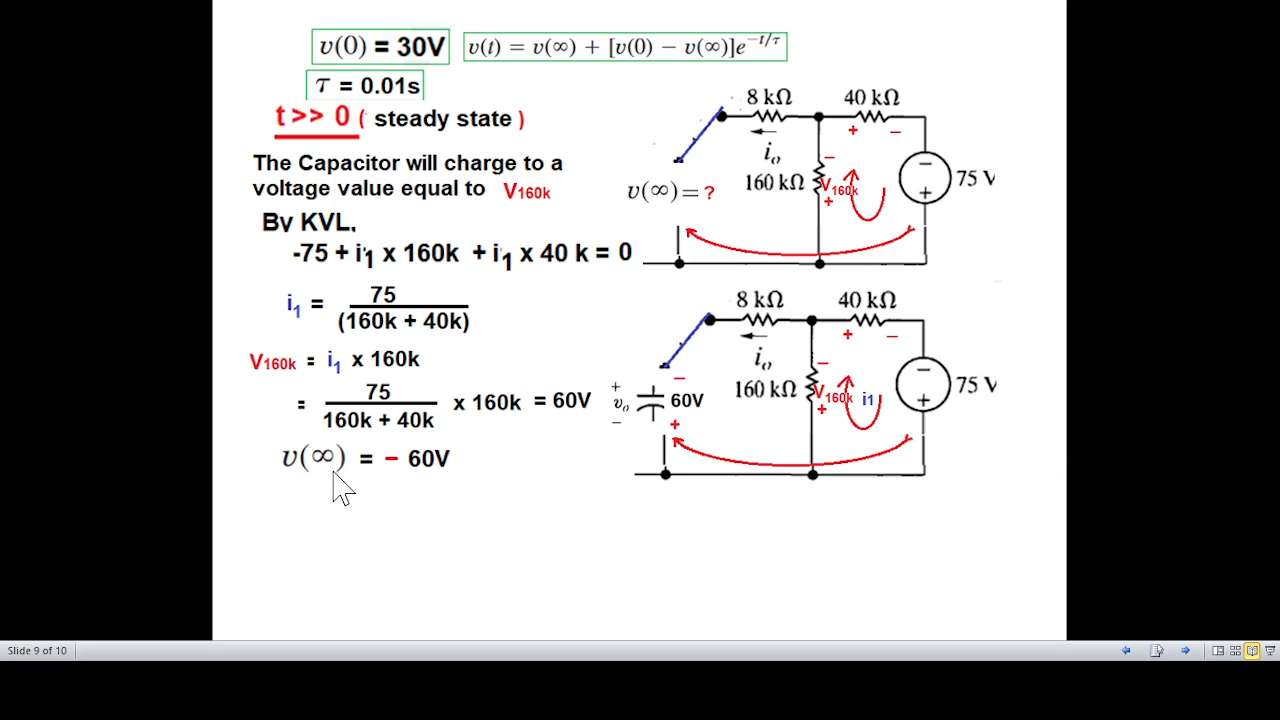 v(0) = 30V
v(t) = v(∞) + [v(0) − v(∞)]e^−t/τ
τ = 0.01s
t >> 0 ( steady state )
The Capacitor will charge to a
voltage value equal to V160k
By KVL,
-75 + i1 x 160k + i1 x 40 k = 0
i1 = 75
(160k + 40k)
V160k = i1 x 160k
= 75
160k + 40k
x 160k = 60V
v(∞) = − 60V
8 kΩ
40 kΩ
+ −
io
−
160 kΩ
V160k
+
−
+
75 V
v(∞) = ?
8 kΩ
40 kΩ
+ −
io
−
160 kΩ
V160k
+
i1
−
+
75 V
+
vo
−
−
60V
+
Slide 9 of 10